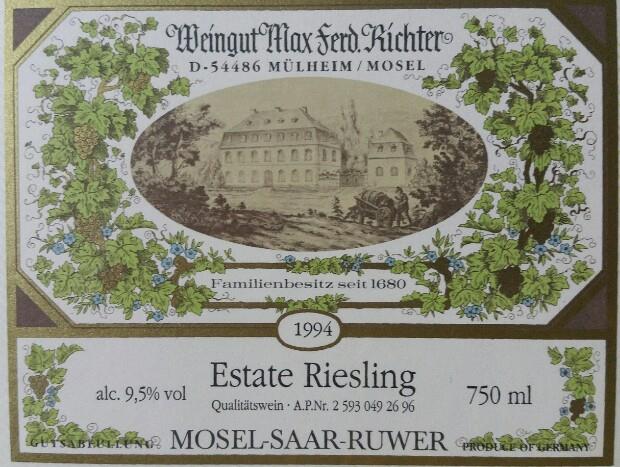 Weingut Max Ferd. Richter
D-54486 MÜLHEIM / MOSEL
Familienbesitz seit 1680
1994
alc. 9,5% vol
Estate Riesling
750 ml
Qualitätswein · A.P.Nr. 2 593 049 26 96
GUTSABFÜLLUNG
MOSEL-SAAR-RUWER
PRODUCE OF GERMANY